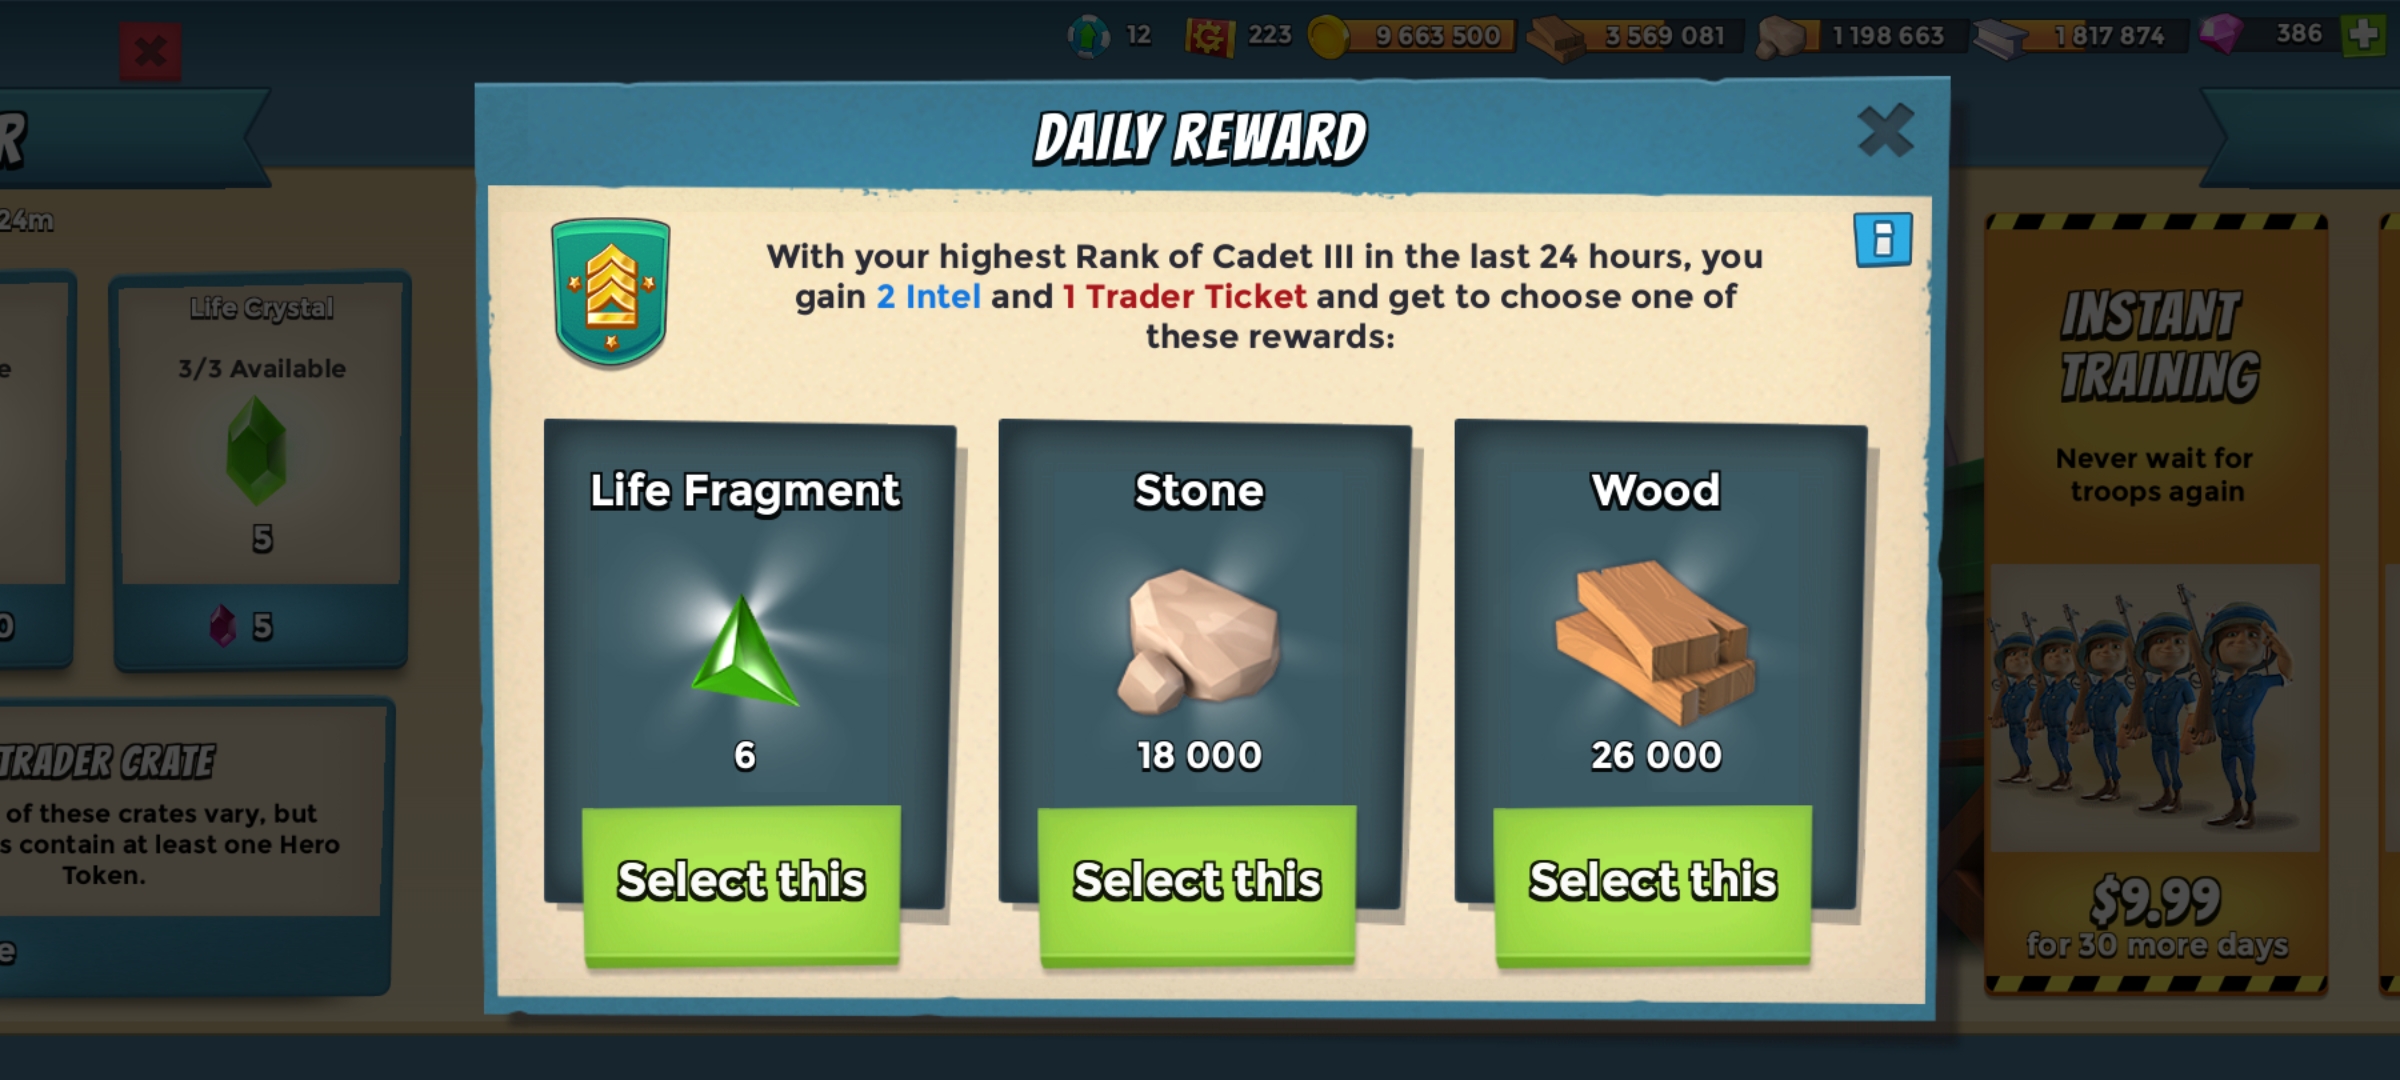 12
223
9 663 500
3 569 081
1 198 663
1 817 874
386
R
24m
DAILY REWARD
With your highest Rank of Cadet III in the last 24 hours, you
gain 2 Intel and 1 Trader Ticket and get to choose one of
these rewards:
Life Crystal
3/3 Available
5
5
e
0
TRADER CRATE
of these crates vary, but
s contain at least one Hero
Token.
e
Life Fragment
6
Select this
Stone
18 000
Select this
Wood
26 000
Select this
INSTANT
TRAINING
Never wait for
troops again
$9.99
for 30 more days